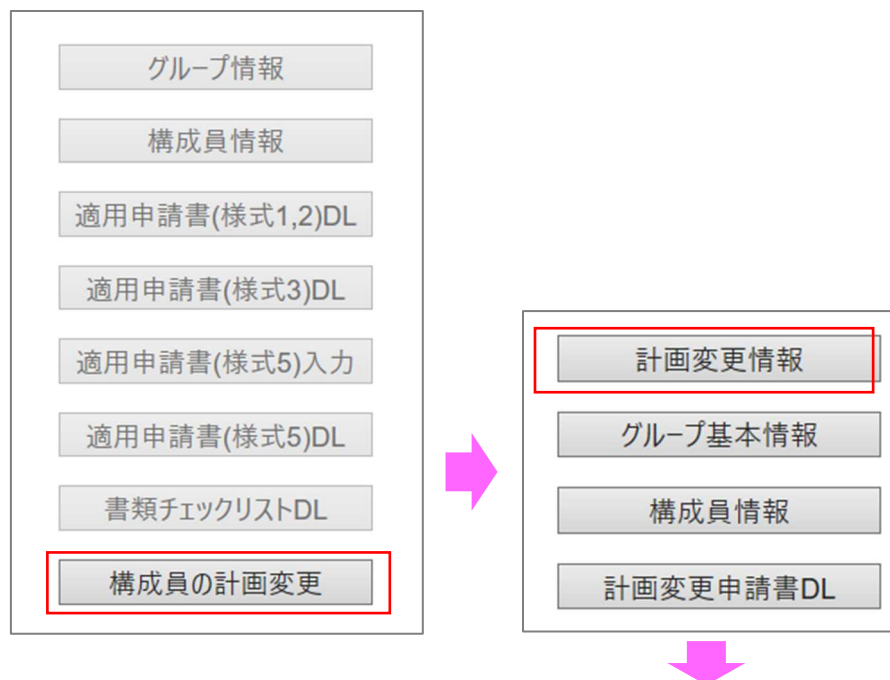 グループ情報
構成員情報
適用申請書(様式1,2)DL
適用申請書(様式3)DL
適用申請書(様式5)入力
適用申請書(様式5)DL
書類チェックリストDL
構成員の計画変更
計画変更情報
グループ基本情報
構成員情報
計画変更申請書DL